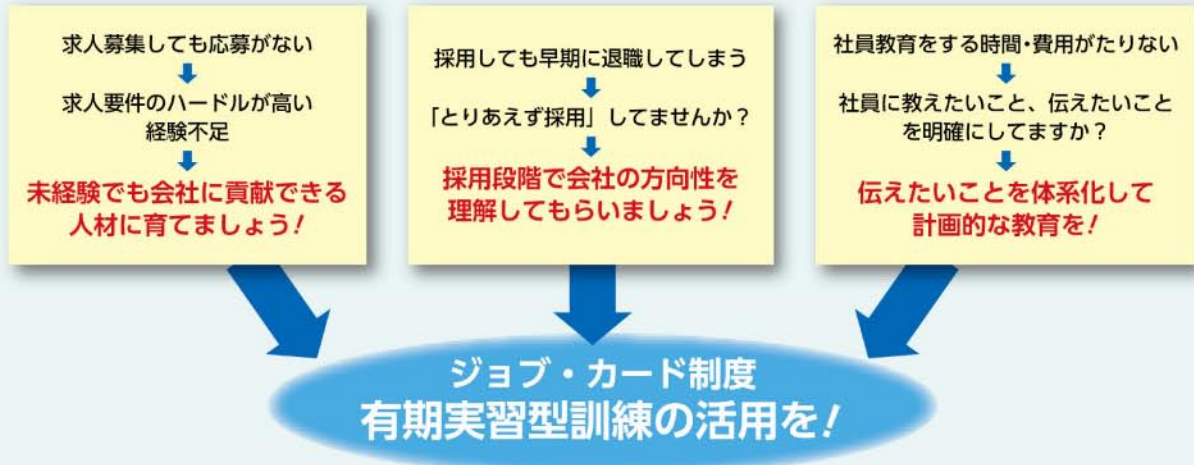 求人募集しても応募がない
求人要件のハードルが高い
経験不足
未経験でも会社に貢献できる
人材に育てましょう!
採用しても早期に退職してしまう
「とりあえず採用」してませんか?
採用段階で会社の方向性を
理解してもらいましょう!
社員教育をする時間・費用がたりない
社員に教えたいこと、伝えたいこと
を明確にしてますか?
伝えたいことを体系化して
計画的な教育を!
ジョブ・カード制度
有期実習型訓練の活用を!